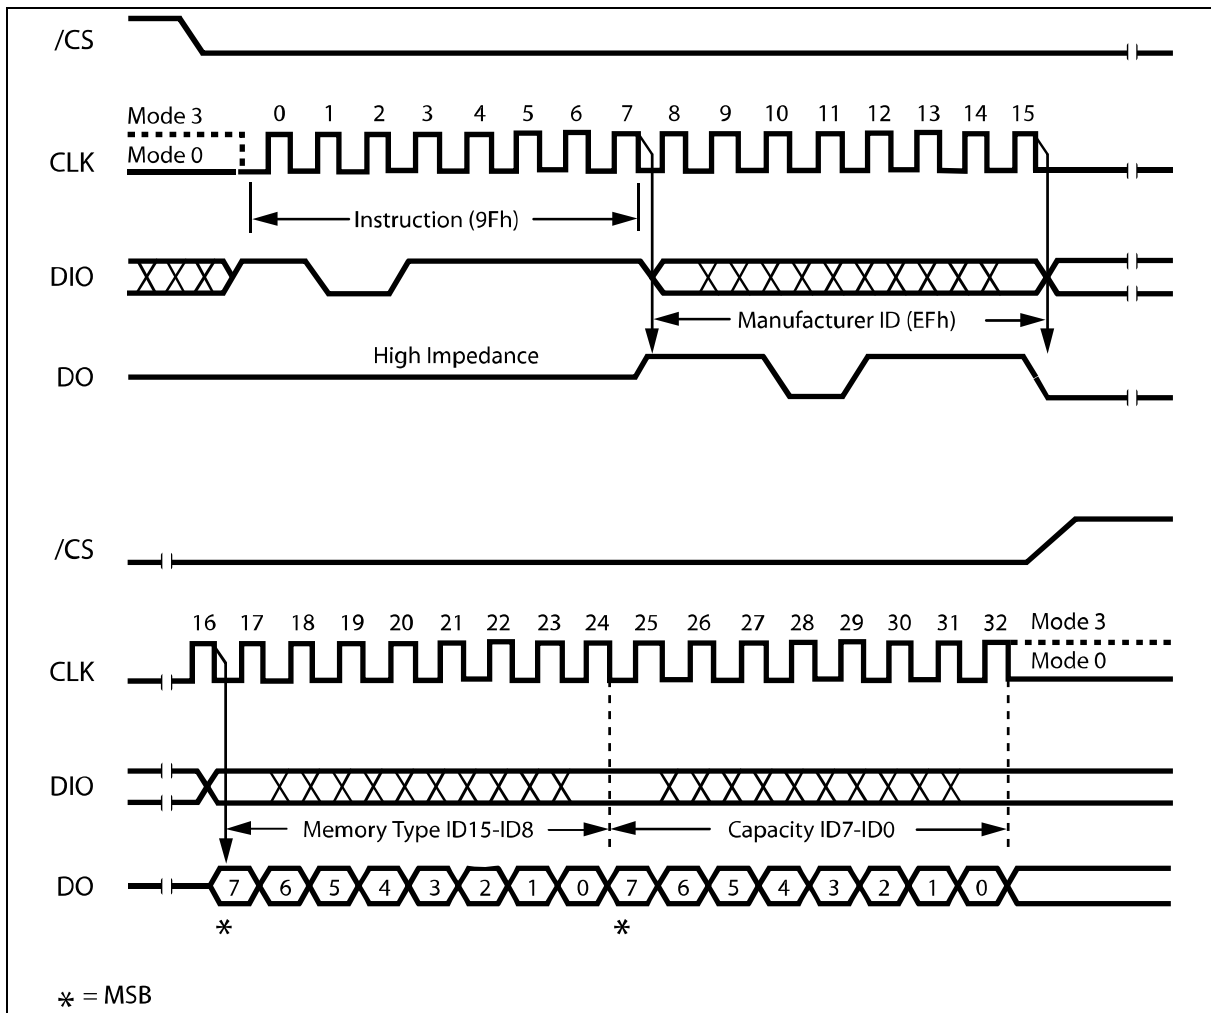 /CS
Mode 3
0 1 2 3 4 5 6 7 8 9 10 11 12 13 14 15
CLK
Mode 0
Instruction (9Fh)
DIO
Manufacturer ID (EFh)
High Impedance
DO
/CS
16 17 18 19 20 21 22 23 24 25 26 27 28 29 30 31 32
Mode 3
CLK
Mode 0
DIO
Memory Type ID15-ID8
Capacity ID7-ID0
DO
7 6 5 4 3 2 1 0 7 6 5 4 3 2 1 0
* *
* = MSB